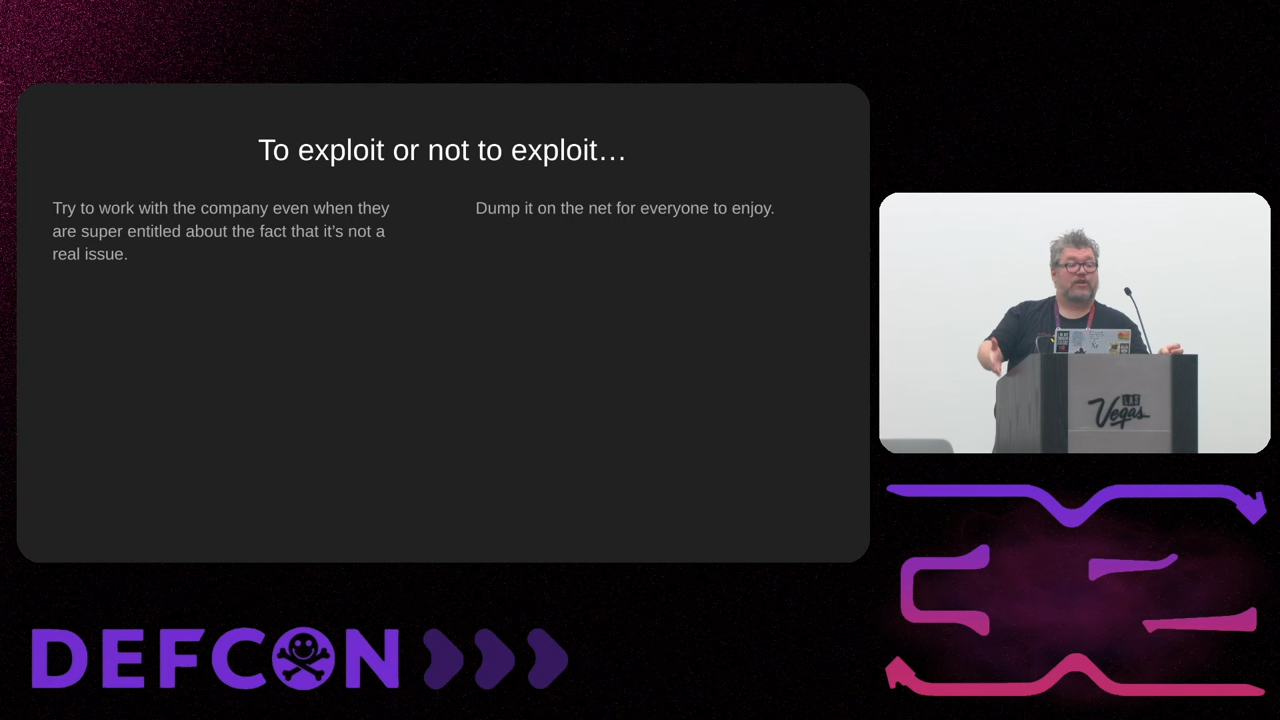 To exploit or not to exploit…
Try to work with the company even when they
are super entitled about the fact that it’s not a
real issue.
Dump it on the net for everyone to enjoy.
LAS
Vegas
DEFCON